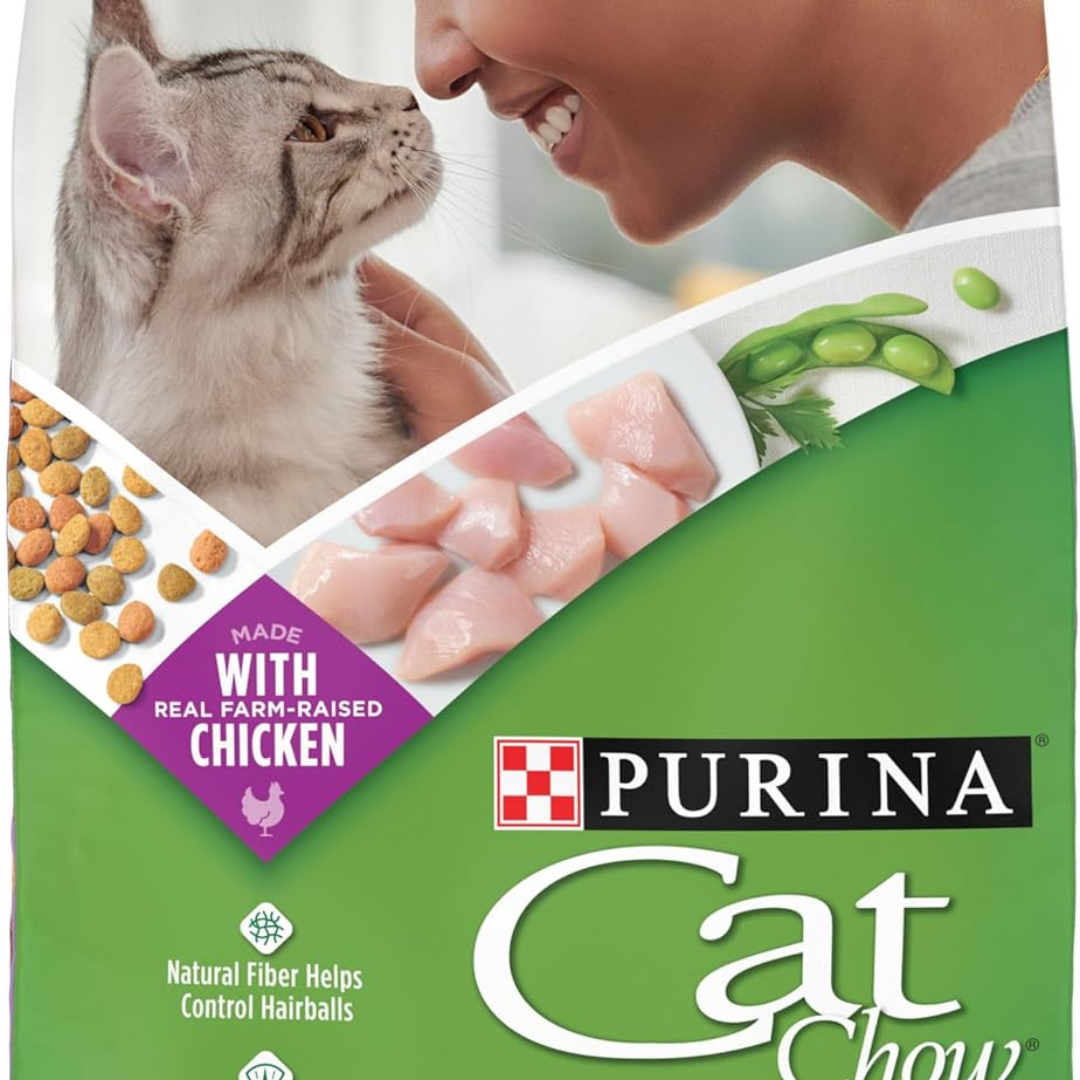 MADE
WITH
REAL FARM-RAISED
CHICKEN
PURINA®
Cat
Chow®
Natural Fiber Helps
Control Hairballs